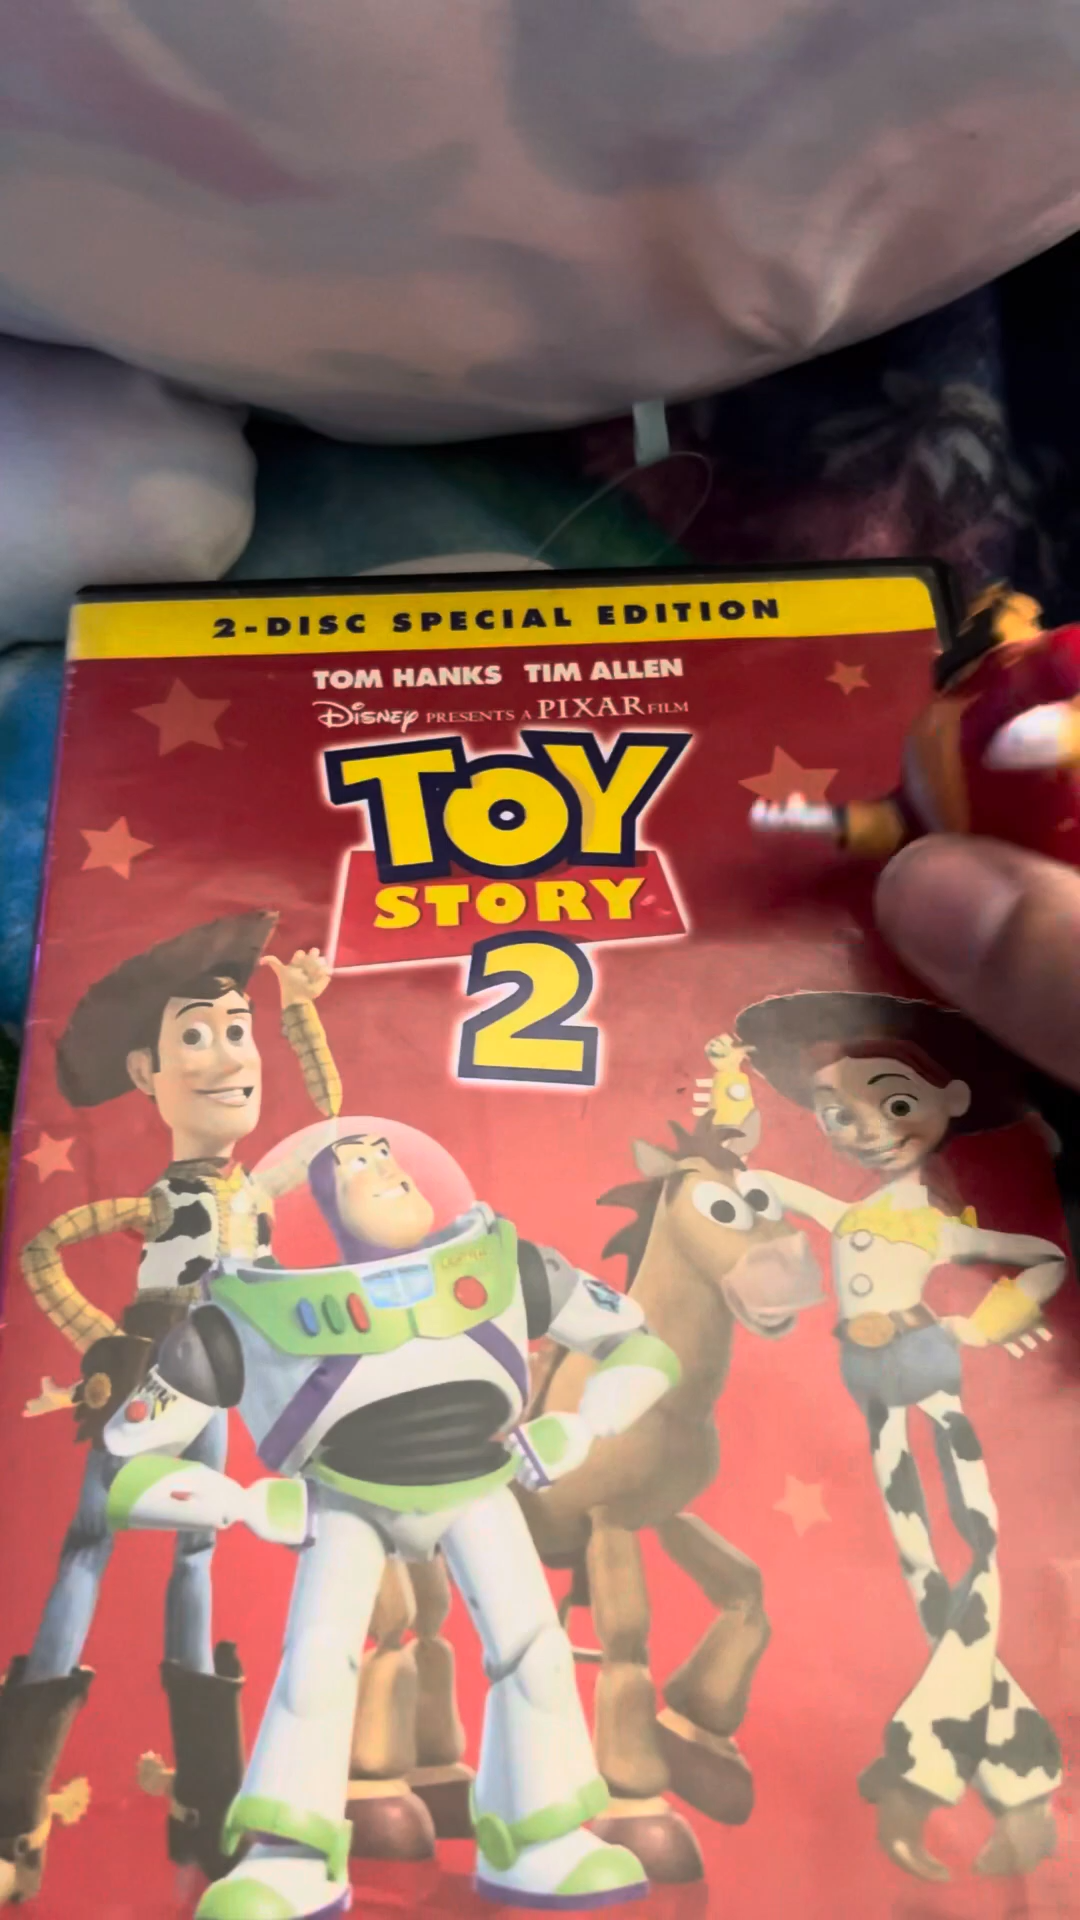 2-DISC SPECIAL EDITION
TOM HANKS TIM ALLEN
DISNEY PRESENTS A PIXAR FILM
TOY
STORY
2